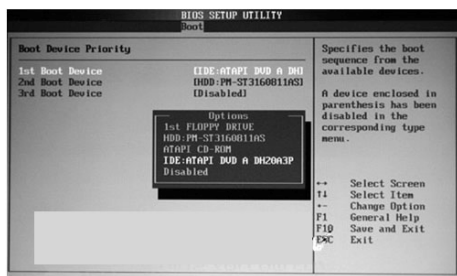 BIOS SETUP UTILITY
Boot
Boot Device Priority
1st Boot Device [IDE:ATAPI DVD A DH]
2nd Boot Device [HDD:PM-ST3160811AS]
3rd Boot Device [Disabled]
Options
1st FLOPPY DRIVE
HDD:PM-ST3160811AS
ATAPI CD-ROM
IDE:ATAPI DVD A DH20A3P
Disabled
Specifies the boot
sequence from the
available devices.
A device enclosed in
parenthesis has been
disabled in the
corresponding type
menu.
↔ Select Screen
↑↓ Select Item
+- Change Option
F1 General Help
F10 Save and Exit
ESC Exit